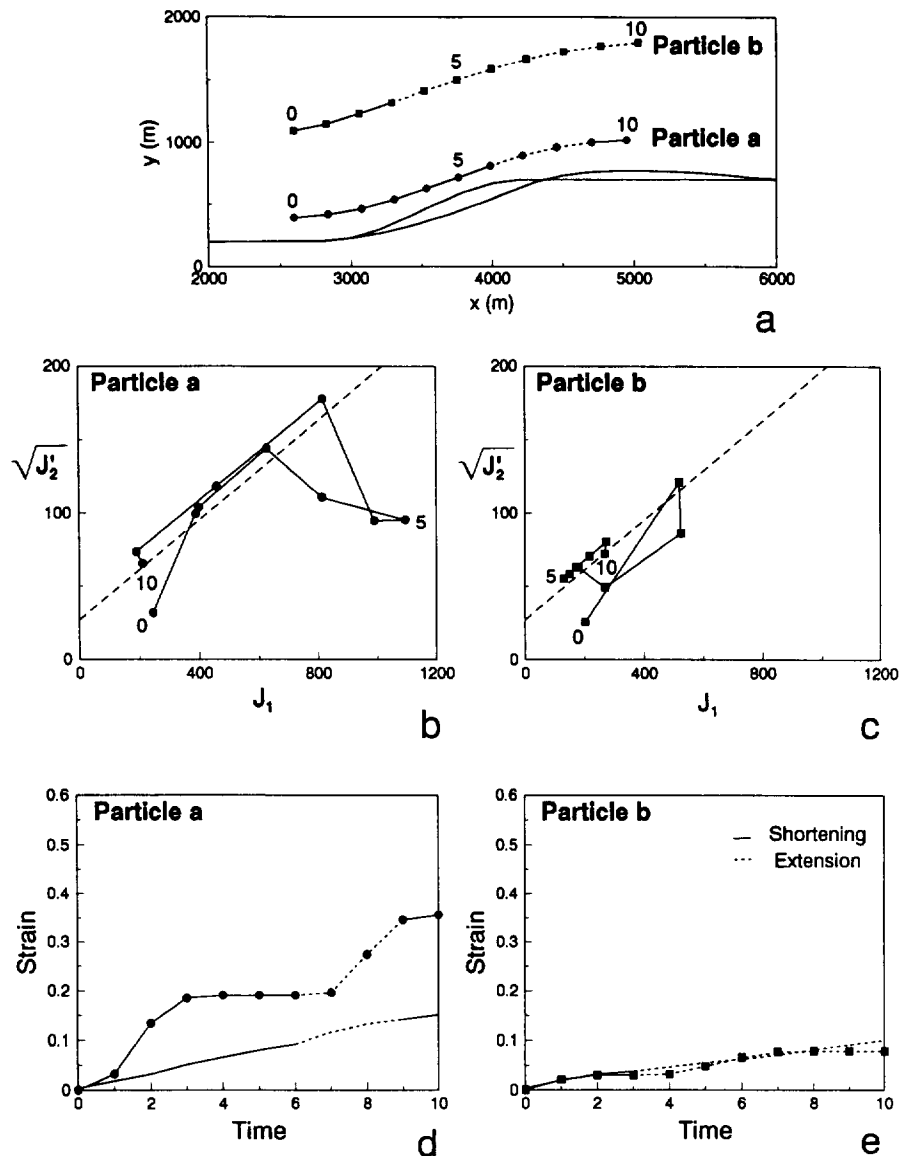 2000
10
Particle b
5
0
y (m)
1000
10
Particle a
5
0
0
2000 3000 4000 5000 6000
x (m)
a
200
Particle a
√J'₂
100
5
10
0
0
0 400 800 1200
J₁
b
200
Particle b
√J'₂
100
5
10
0
0
0 400 800 1200
J₁
c
0.6
Particle a
0.5
0.4
Strain
0.3
0.2
0.1
0
0 2 4 6 8 10
Time
d
0.6
Particle b
0.5
Shortening
Extension
0.4
Strain
0.3
0.2
0.1
0
0 2 4 6 8 10
Time
e